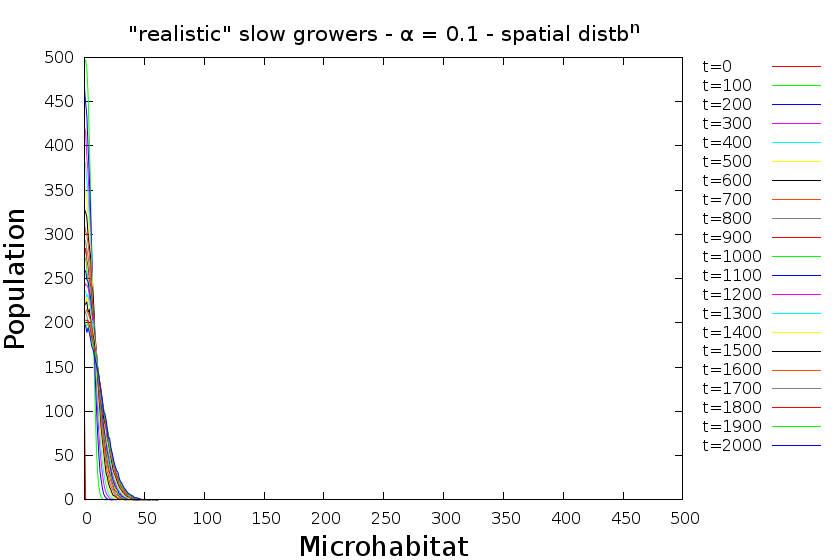 "realistic" slow growers - α = 0.1 - spatial distbⁿ
500
450
400
350
300
250
200
150
100
50
0
Population
0 50 100 150 200 250 300 350 400 450 500
Microhabitat
t=0
t=100
t=200
t=300
t=400
t=500
t=600
t=700
t=800
t=900
t=1000
t=1100
t=1200
t=1300
t=1400
t=1500
t=1600
t=1700
t=1800
t=1900
t=2000